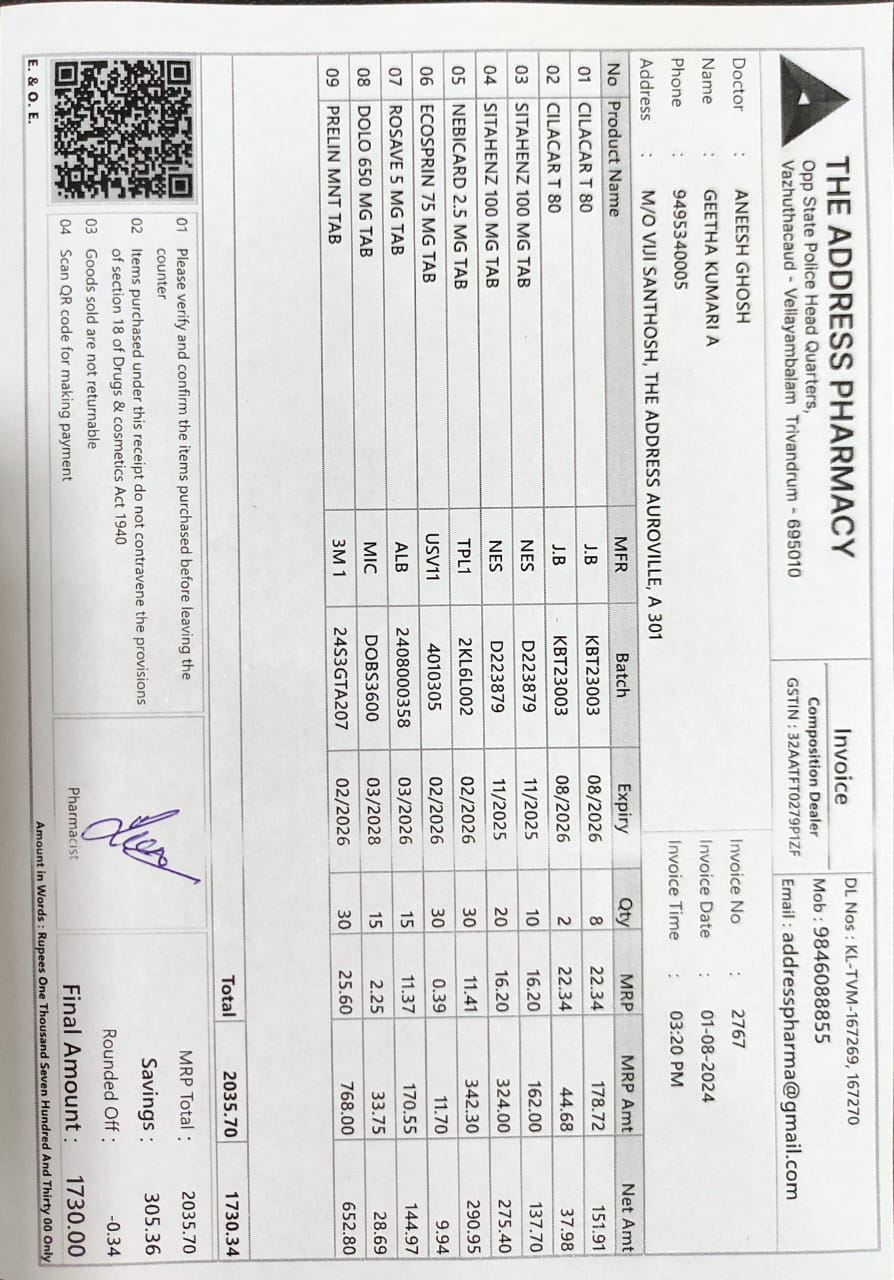 THE ADDRESS PHARMACY
Opp State Police Head Quarters,
Vazhuthacaud - Vellayambalam Trivandrum - 695010
Invoice
Composition Dealer
GSTIN : 32AATFT0279P1ZF
DL Nos : KL-TVM-167269, 167270
Mob : 9846088855
Email : addresspharma@gmail.com
Doctor : ANEESH GHOSH
Name : GEETHA KUMARI A
Phone : 9495340005
Address : M/O VIJI SANTHOSH, THE ADDRESS AUROVILLE, A 301
Invoice No : 2767
Invoice Date : 01-08-2024
Invoice Time : 03:20 PM
No Product Name MFR Batch Expiry Qty MRP MRP Amt Net Amt
01 CILACAR T 80 J.B KBT23003 08/2026 8 22.34 178.72 151.91
02 CILACAR T 80 J.B KBT23003 08/2026 2 22.34 44.68 37.98
03 SITAHENZ 100 MG TAB NES D223879 11/2025 10 16.20 162.00 137.70
04 SITAHENZ 100 MG TAB NES D223879 11/2025 20 16.20 324.00 275.40
05 NEBICARD 2.5 MG TAB TPL1 2KL6L002 02/2026 30 11.41 342.30 290.95
06 ECOSPRIN 75 MG TAB USV11 4010305 02/2026 30 0.39 11.70 9.94
07 ROSAVE 5 MG TAB ALB 2408000358 03/2026 15 11.37 170.55 144.97
08 DOLO 650 MG TAB MIC DOBS3600 03/2028 15 2.25 33.75 28.69
09 PRELIN MNT TAB 3M 1 24S3GTA207 02/2026 30 25.60 768.00 652.80
Total 2035.70 1730.34
01 Please verify and confirm the items purchased before leaving the
counter
02 Items purchased under this receipt do not contravene the provisions
of section 18 of Drugs & cosmetics Act 1940
03 Goods sold are not returnable
04 Scan QR code for making payment
Pharmacist
MRP Total : 2035.70
Savings : 305.36
Rounded Off : -0.34
Final Amount : 1730.00
E. & O. E.
Amount in Words : Rupees One Thousand Seven Hundred And Thirty 00 Only